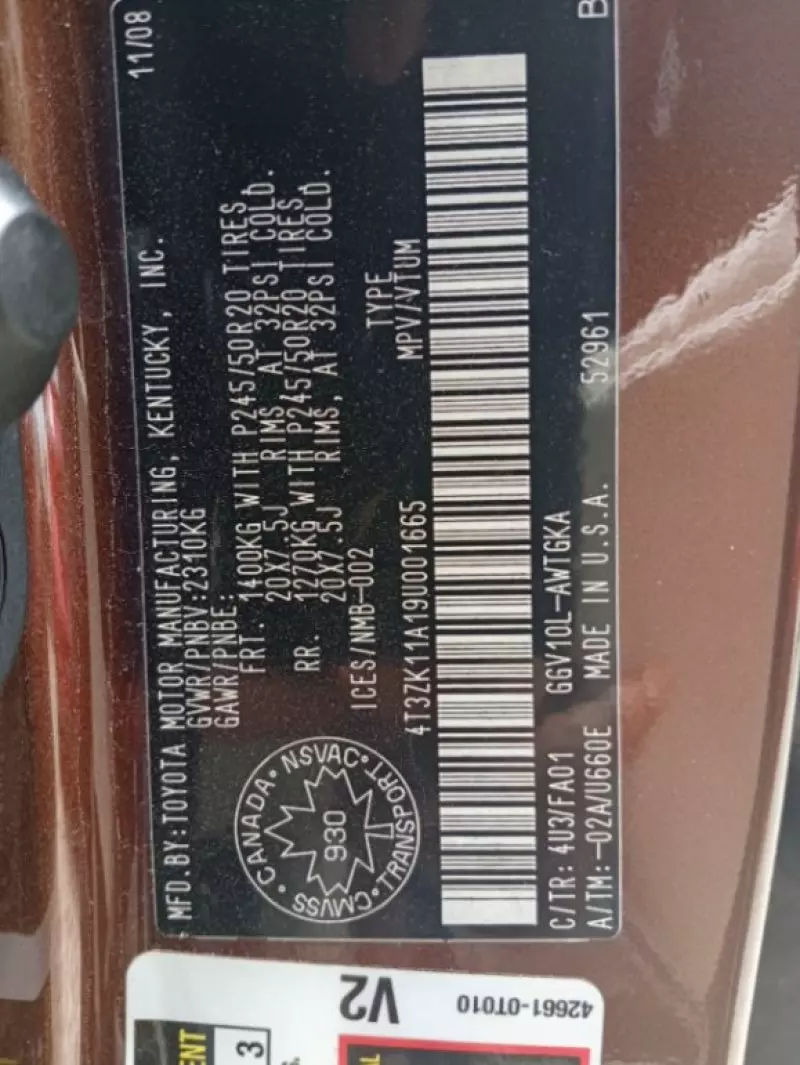 MFD.BY:TOYOTA MOTOR MANUFACTURING, KENTUCKY, INC. 11/08
GVWR/PNBV:2310KG
GAWR/PNBE:
FRT. 1400KG WITH P245/50R20 TIRES
20X7.5J RIMS AT 32PSI COLD.
RR. 1270KG WITH P245/50R20 TIRES
20X7.5J RIMS, AT 32PSI COLD.
ICES/NMB-002
TYPE
4T3ZK11A19U001665 MPV/VTUM
CANADA • NSVAC • TRANSPORT • CMVSS •
930
C/TR: 4U3/FA01 GGV10L-AWTGKA 52961
A/TM:-02A/U660E MADE IN U.S.A. B
V2
42661-0T010
3